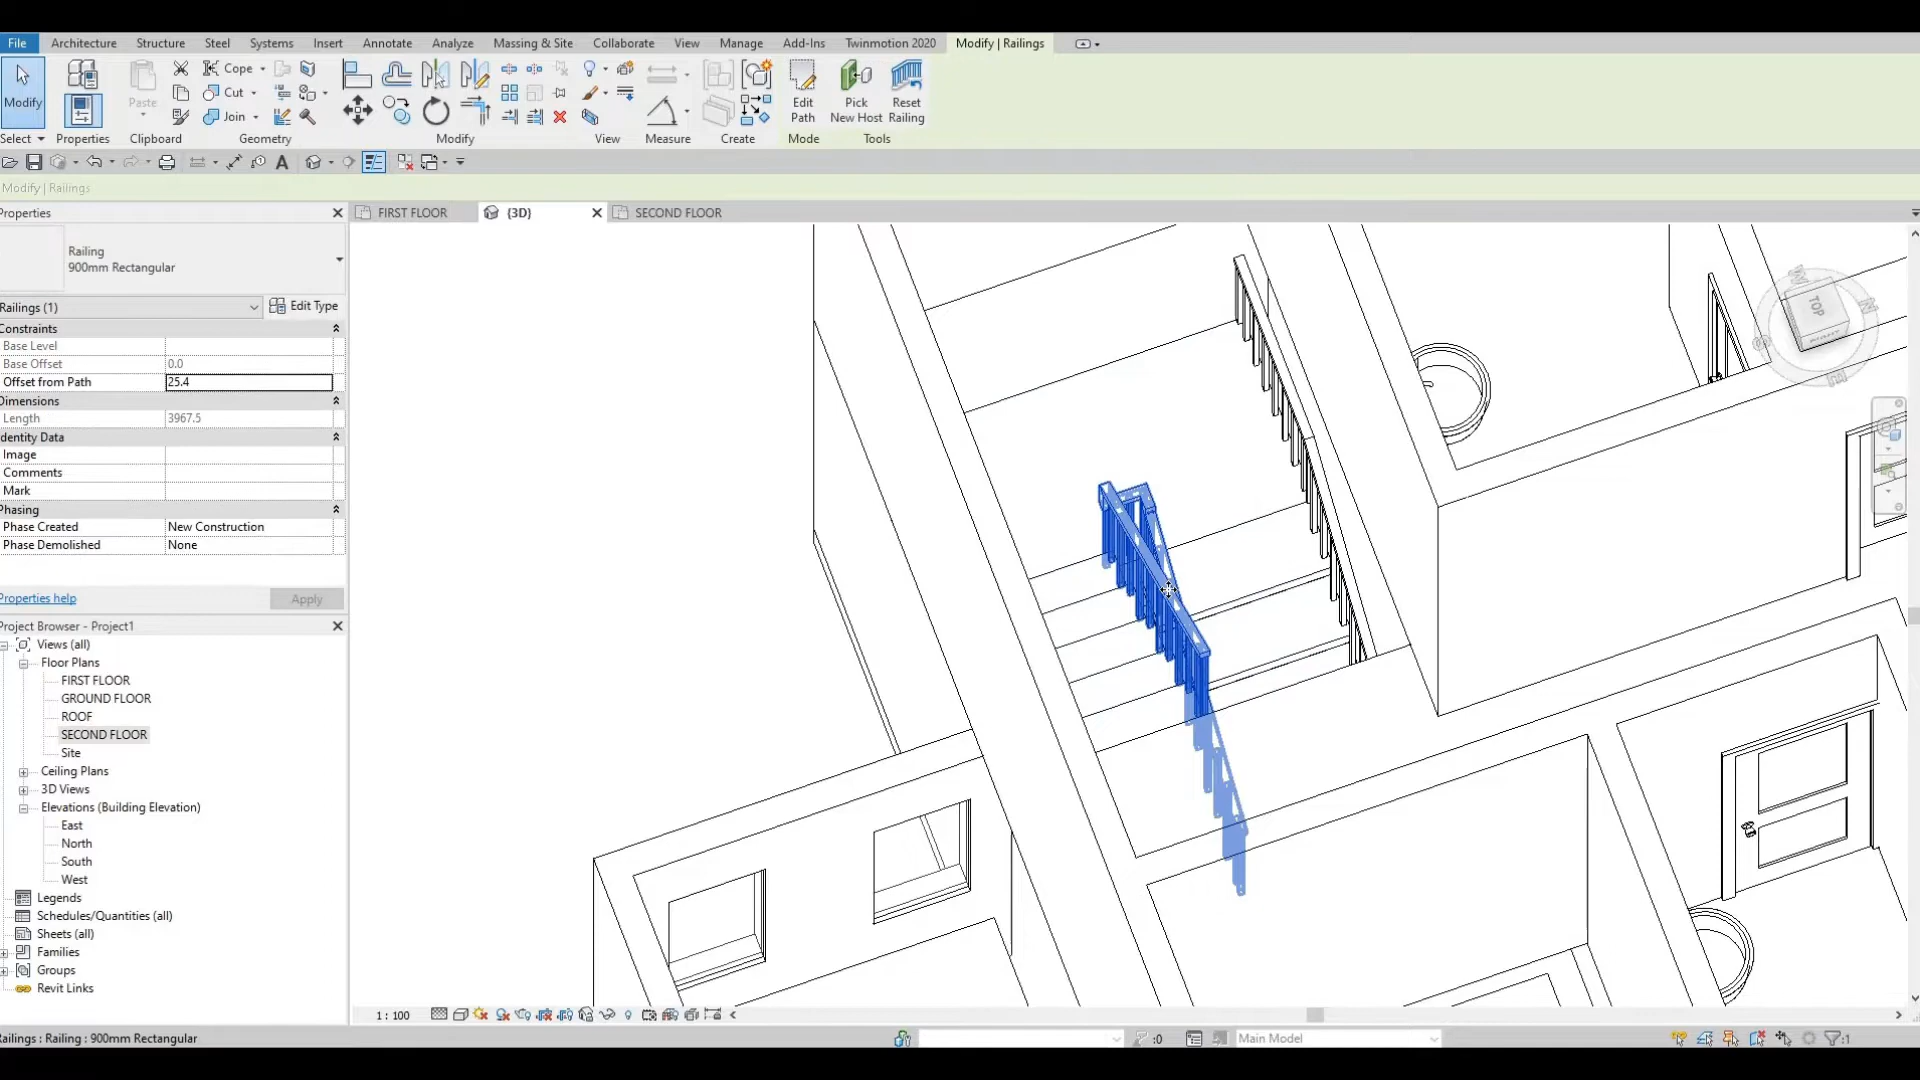 File Architecture Structure Steel Systems Insert Annotate Analyze Massing & Site Collaborate View Manage Add-Ins Twinmotion 2020 Modify | Railings
Modify Paste Cope Cut Join Edit Path Pick New Host Reset Railing
Select Properties Clipboard Geometry Modify View Measure Create Mode Tools
Modify | Railings
Properties
FIRST FLOOR {3D} SECOND FLOOR
Railing
900mm Rectangular
Railings (1) Edit Type
Constraints
Base Level
Base Offset 0.0
Offset from Path 25.4
Dimensions
Length 3967.5
Identity Data
Image
Comments
Mark
Phasing
Phase Created New Construction
Phase Demolished None
Properties help Apply
Project Browser - Project1
Views (all)
Floor Plans
FIRST FLOOR
GROUND FLOOR
ROOF
SECOND FLOOR
Site
Ceiling Plans
3D Views
Elevations (Building Elevation)
East
North
South
West
Legends
Schedules/Quantities (all)
Sheets (all)
Families
Groups
Revit Links
TOP
1 : 100
Railings : Railing : 900mm Rectangular :0 Main Model :1